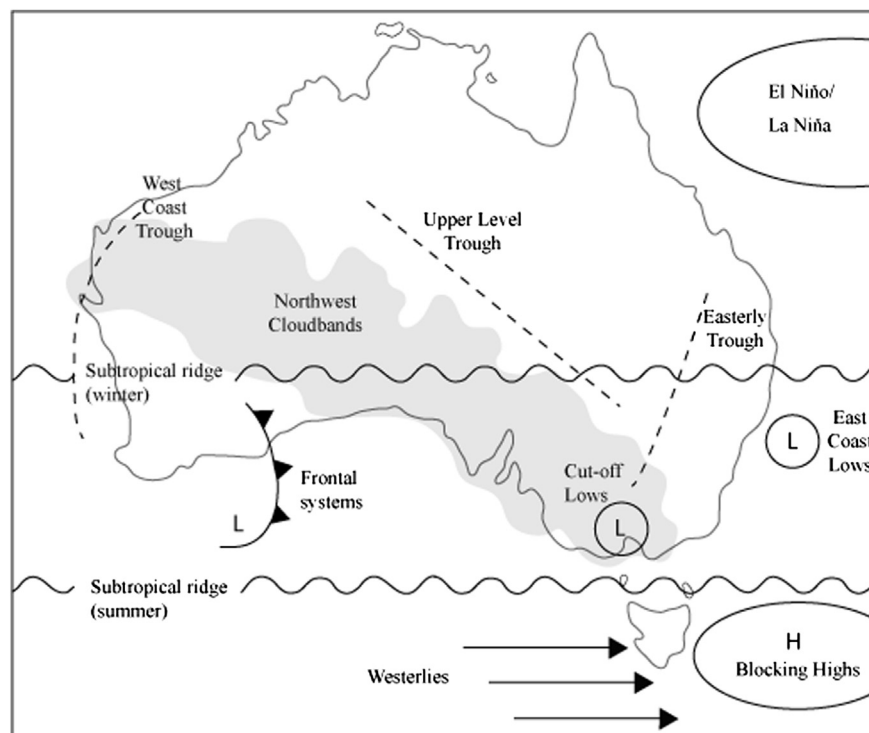 El Niño/
La Niňa
West
Coast
Trough
Upper Level
Trough
Northwest
Cloudbands
Easterly
Trough
Subtropical ridge
(winter)
East
Coast
Lows
L
Frontal
systems
L
Cut-off
Lows
L
Subtropical ridge
(summer)
H
Blocking Highs
Westerlies